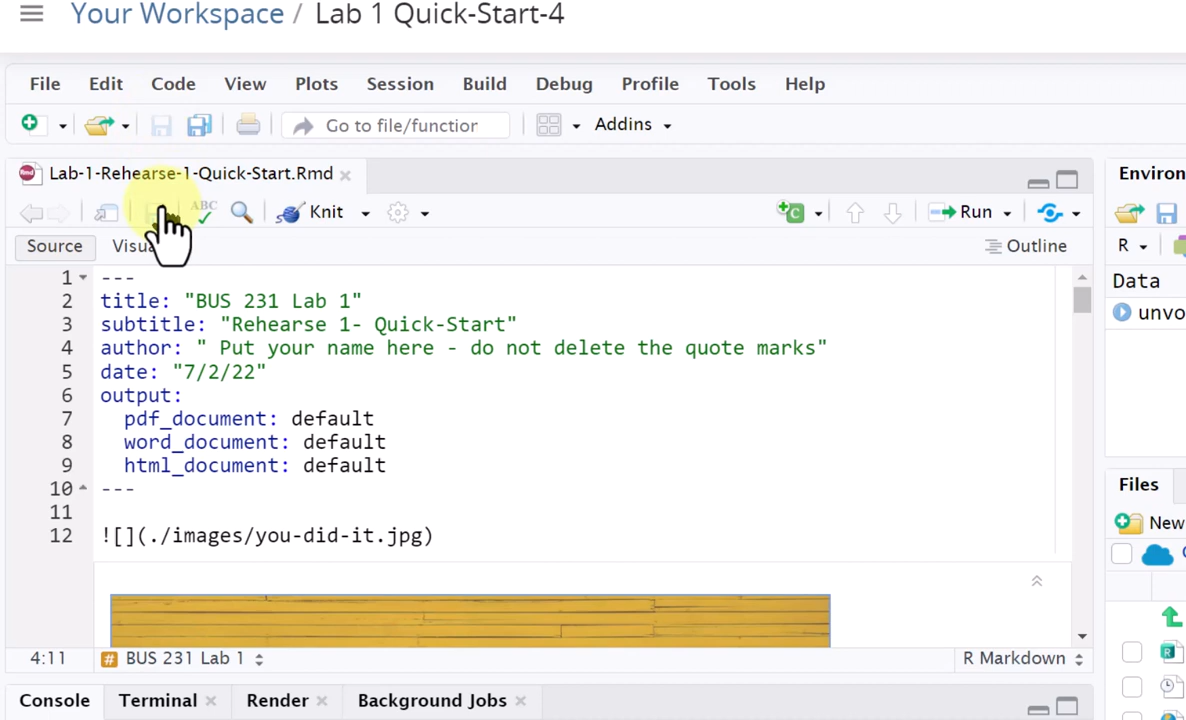 Your Workspace / Lab 1 Quick-Start-4
File Edit Code View Plots Session Build Debug Profile Tools Help
Go to file/functior Addins
Lab-1-Rehearse-1-Quick-Start.Rmd
ABC Knit Run
Source Visua Outline
1 ---
2 title: "BUS 231 Lab 1"
3 subtitle: "Rehearse 1- Quick-Start"
4 author: " Put your name here - do not delete the quote marks"
5 date: "7/2/22"
6 output:
7 pdf_document: default
8 word_document: default
9 html_document: default
10 ---
11
12 ![](./images/you-did-it.jpg)
4:11 # BUS 231 Lab 1 R Markdown
Console Terminal Render Background Jobs
Environ
R
Data
unvo
Files
New